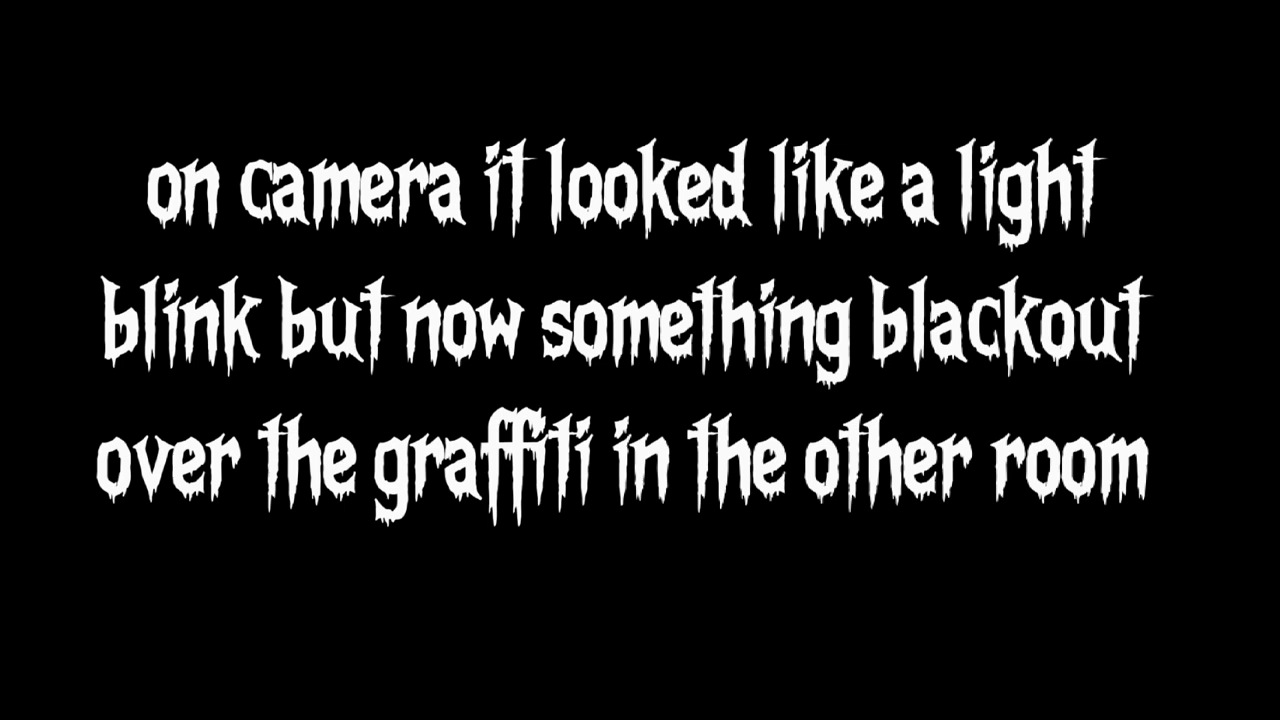 on camera it looked like a light
blink but now something blackout
over the graffiti in the other room